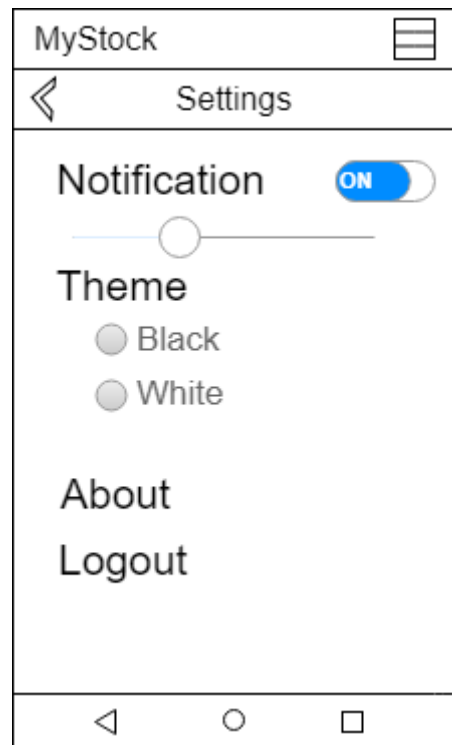 MyStock
Settings
Notification ON
Theme
Black
White
About
Logout